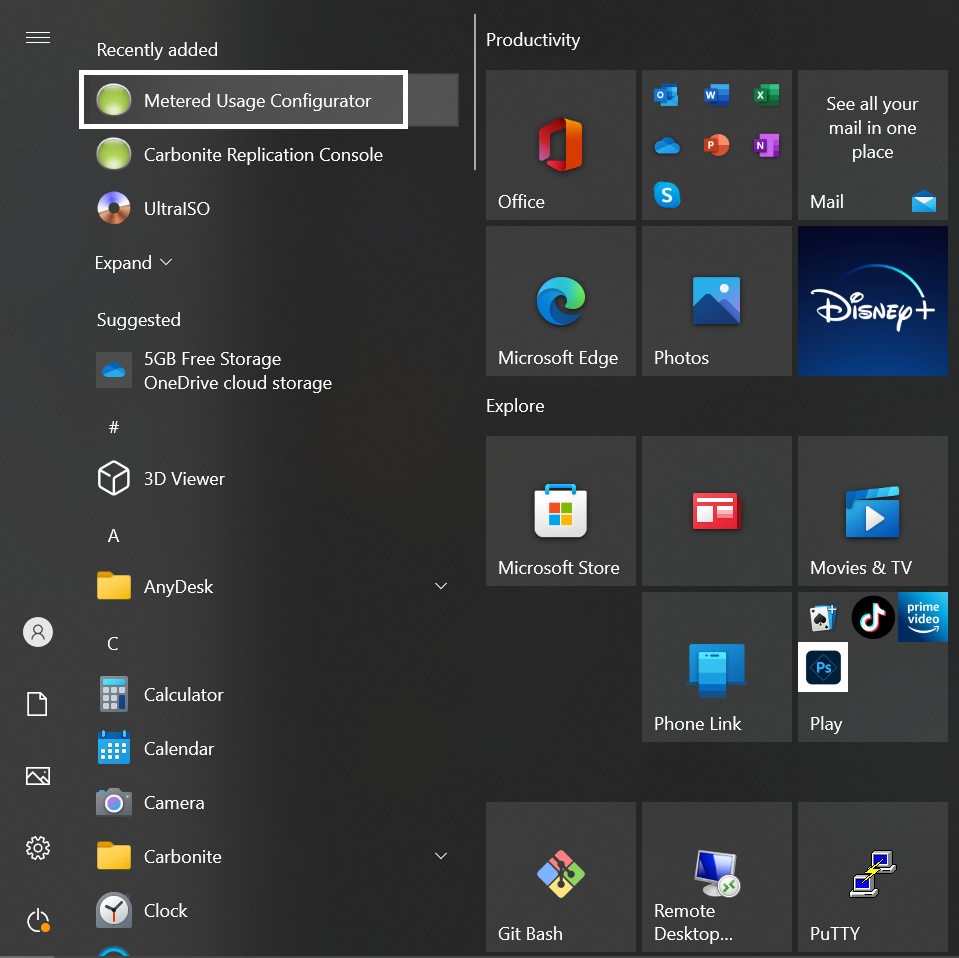 Recently added
Metered Usage Configurator
Carbonite Replication Console
UltraISO
Expand
Suggested
5GB Free Storage
OneDrive cloud storage
#
3D Viewer
A
AnyDesk
C
Calculator
Calendar
Camera
Carbonite
Clock
Productivity
Office
O
W
X
P
N
S
See all your
mail in one
place
Mail
Microsoft Edge
Photos
Disney+
Explore
Microsoft Store
Movies & TV
Phone Link
prime
video
Ps
Play
Git Bash
Remote
Desktop...
PuTTY